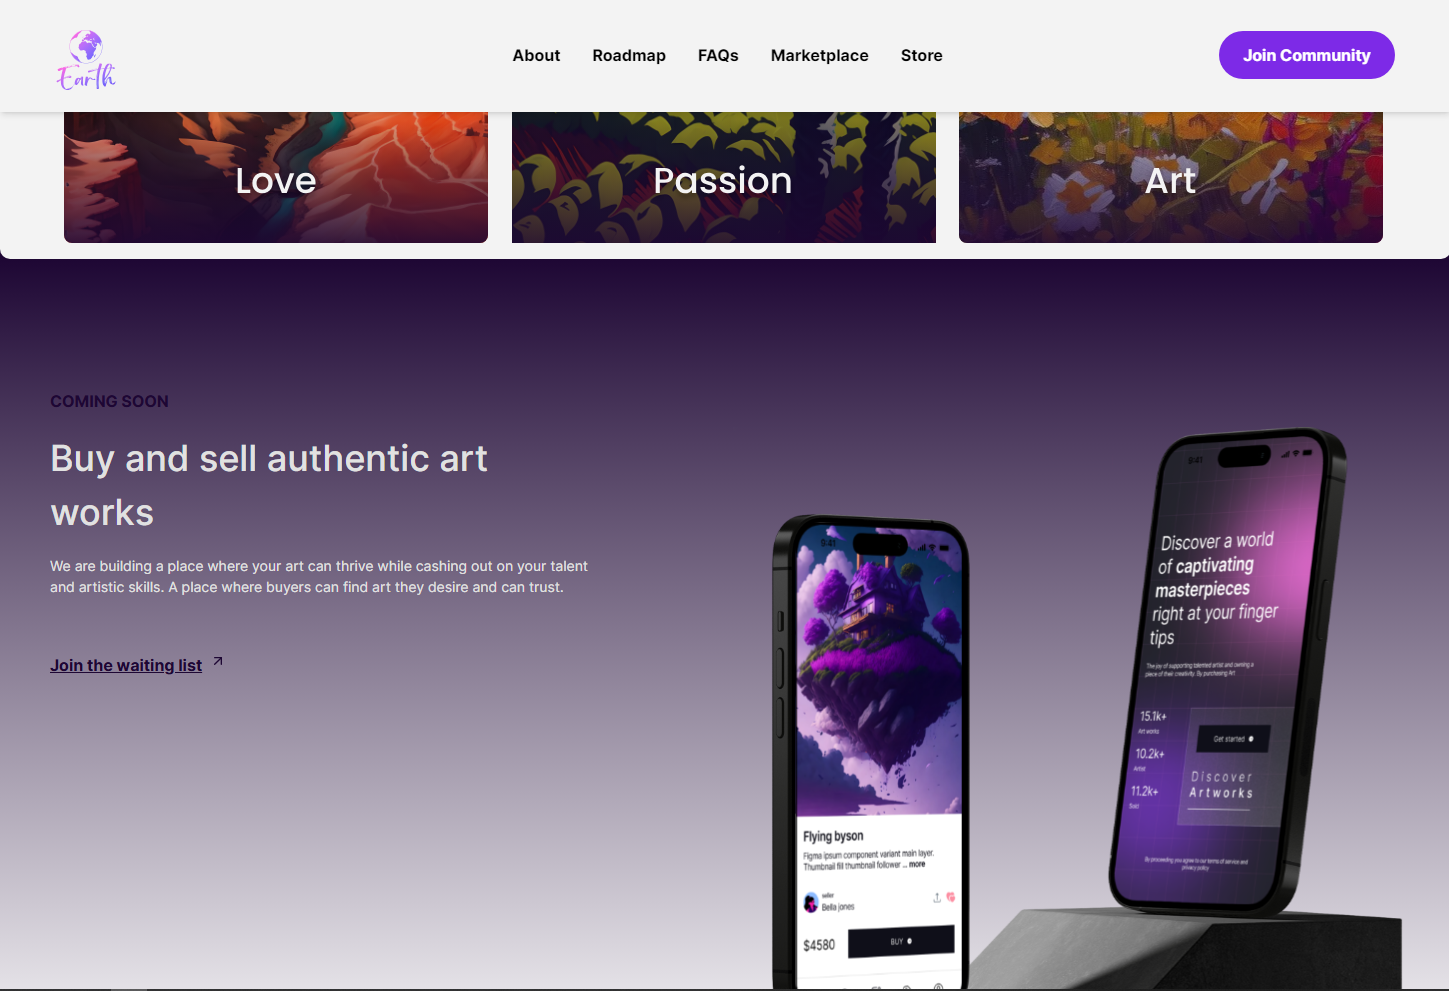 Earth
About Roadmap FAQs Marketplace Store
Join Community
Love
Passion
Art
COMING SOON
Buy and sell authentic art
works
We are building a place where your art can thrive while cashing out on your talent
and artistic skills. A place where buyers can find art they desire and can trust.
Join the waiting list
9:41
Flying byson
Figma ipsum component variant main layer.
Thumbnail fill thumbnail follower ... more
seller
Bella jones
$4580
BUY
9:41
Discover a world
of captivating
masterpieces
right at your finger
tips
The joy of supporting talented artist and owning a
piece of their creativity. By purchasing Art
15.1k+
Art works
10.2k+
Artist
11.2k+
Sold
Get started
Discover
Artworks
By proceeding you agree to our terms of service and
privacy policy